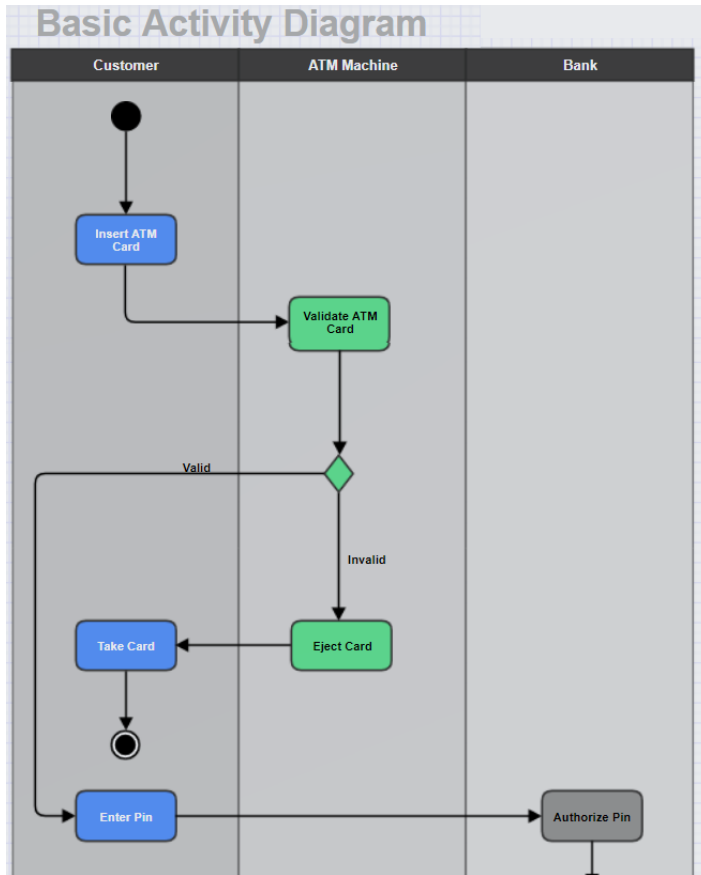 Basic Activity Diagram
Customer
ATM Machine
Bank
Insert ATM
Card
Validate ATM
Card
Valid
Invalid
Take Card
Eject Card
Enter Pin
Authorize Pin